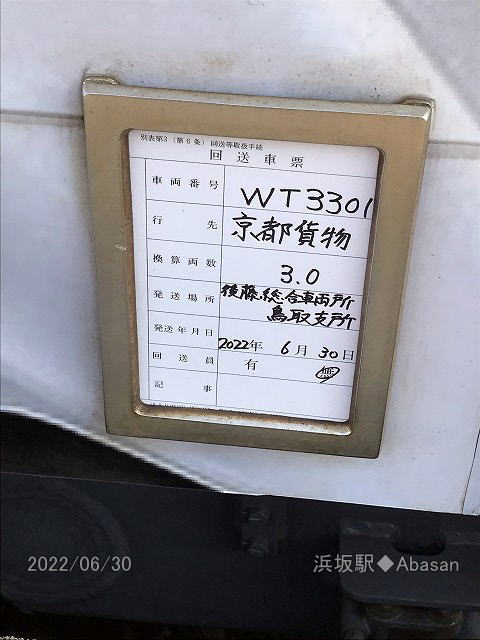 別表第3(第6条)回送等取扱手続
回送車票
車両番号 WT3301
行先 京都貨物
換算両数 3.0
発送場所 後藤総合車両所
鳥取支所
発送年月日 2022年 6月 30日
回送員 有 無
記事
2022/06/30 浜坂駅◆Abasan